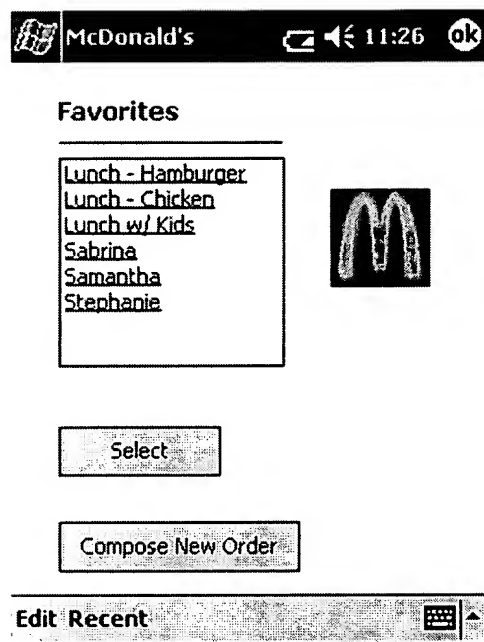 McDonald's 11:26 ok
Favorites
Lunch - Hamburger
Lunch - Chicken
Lunch w/ Kids
Sabrina
Samantha
Stephanie
M
Select
Compose New Order
Edit Recent